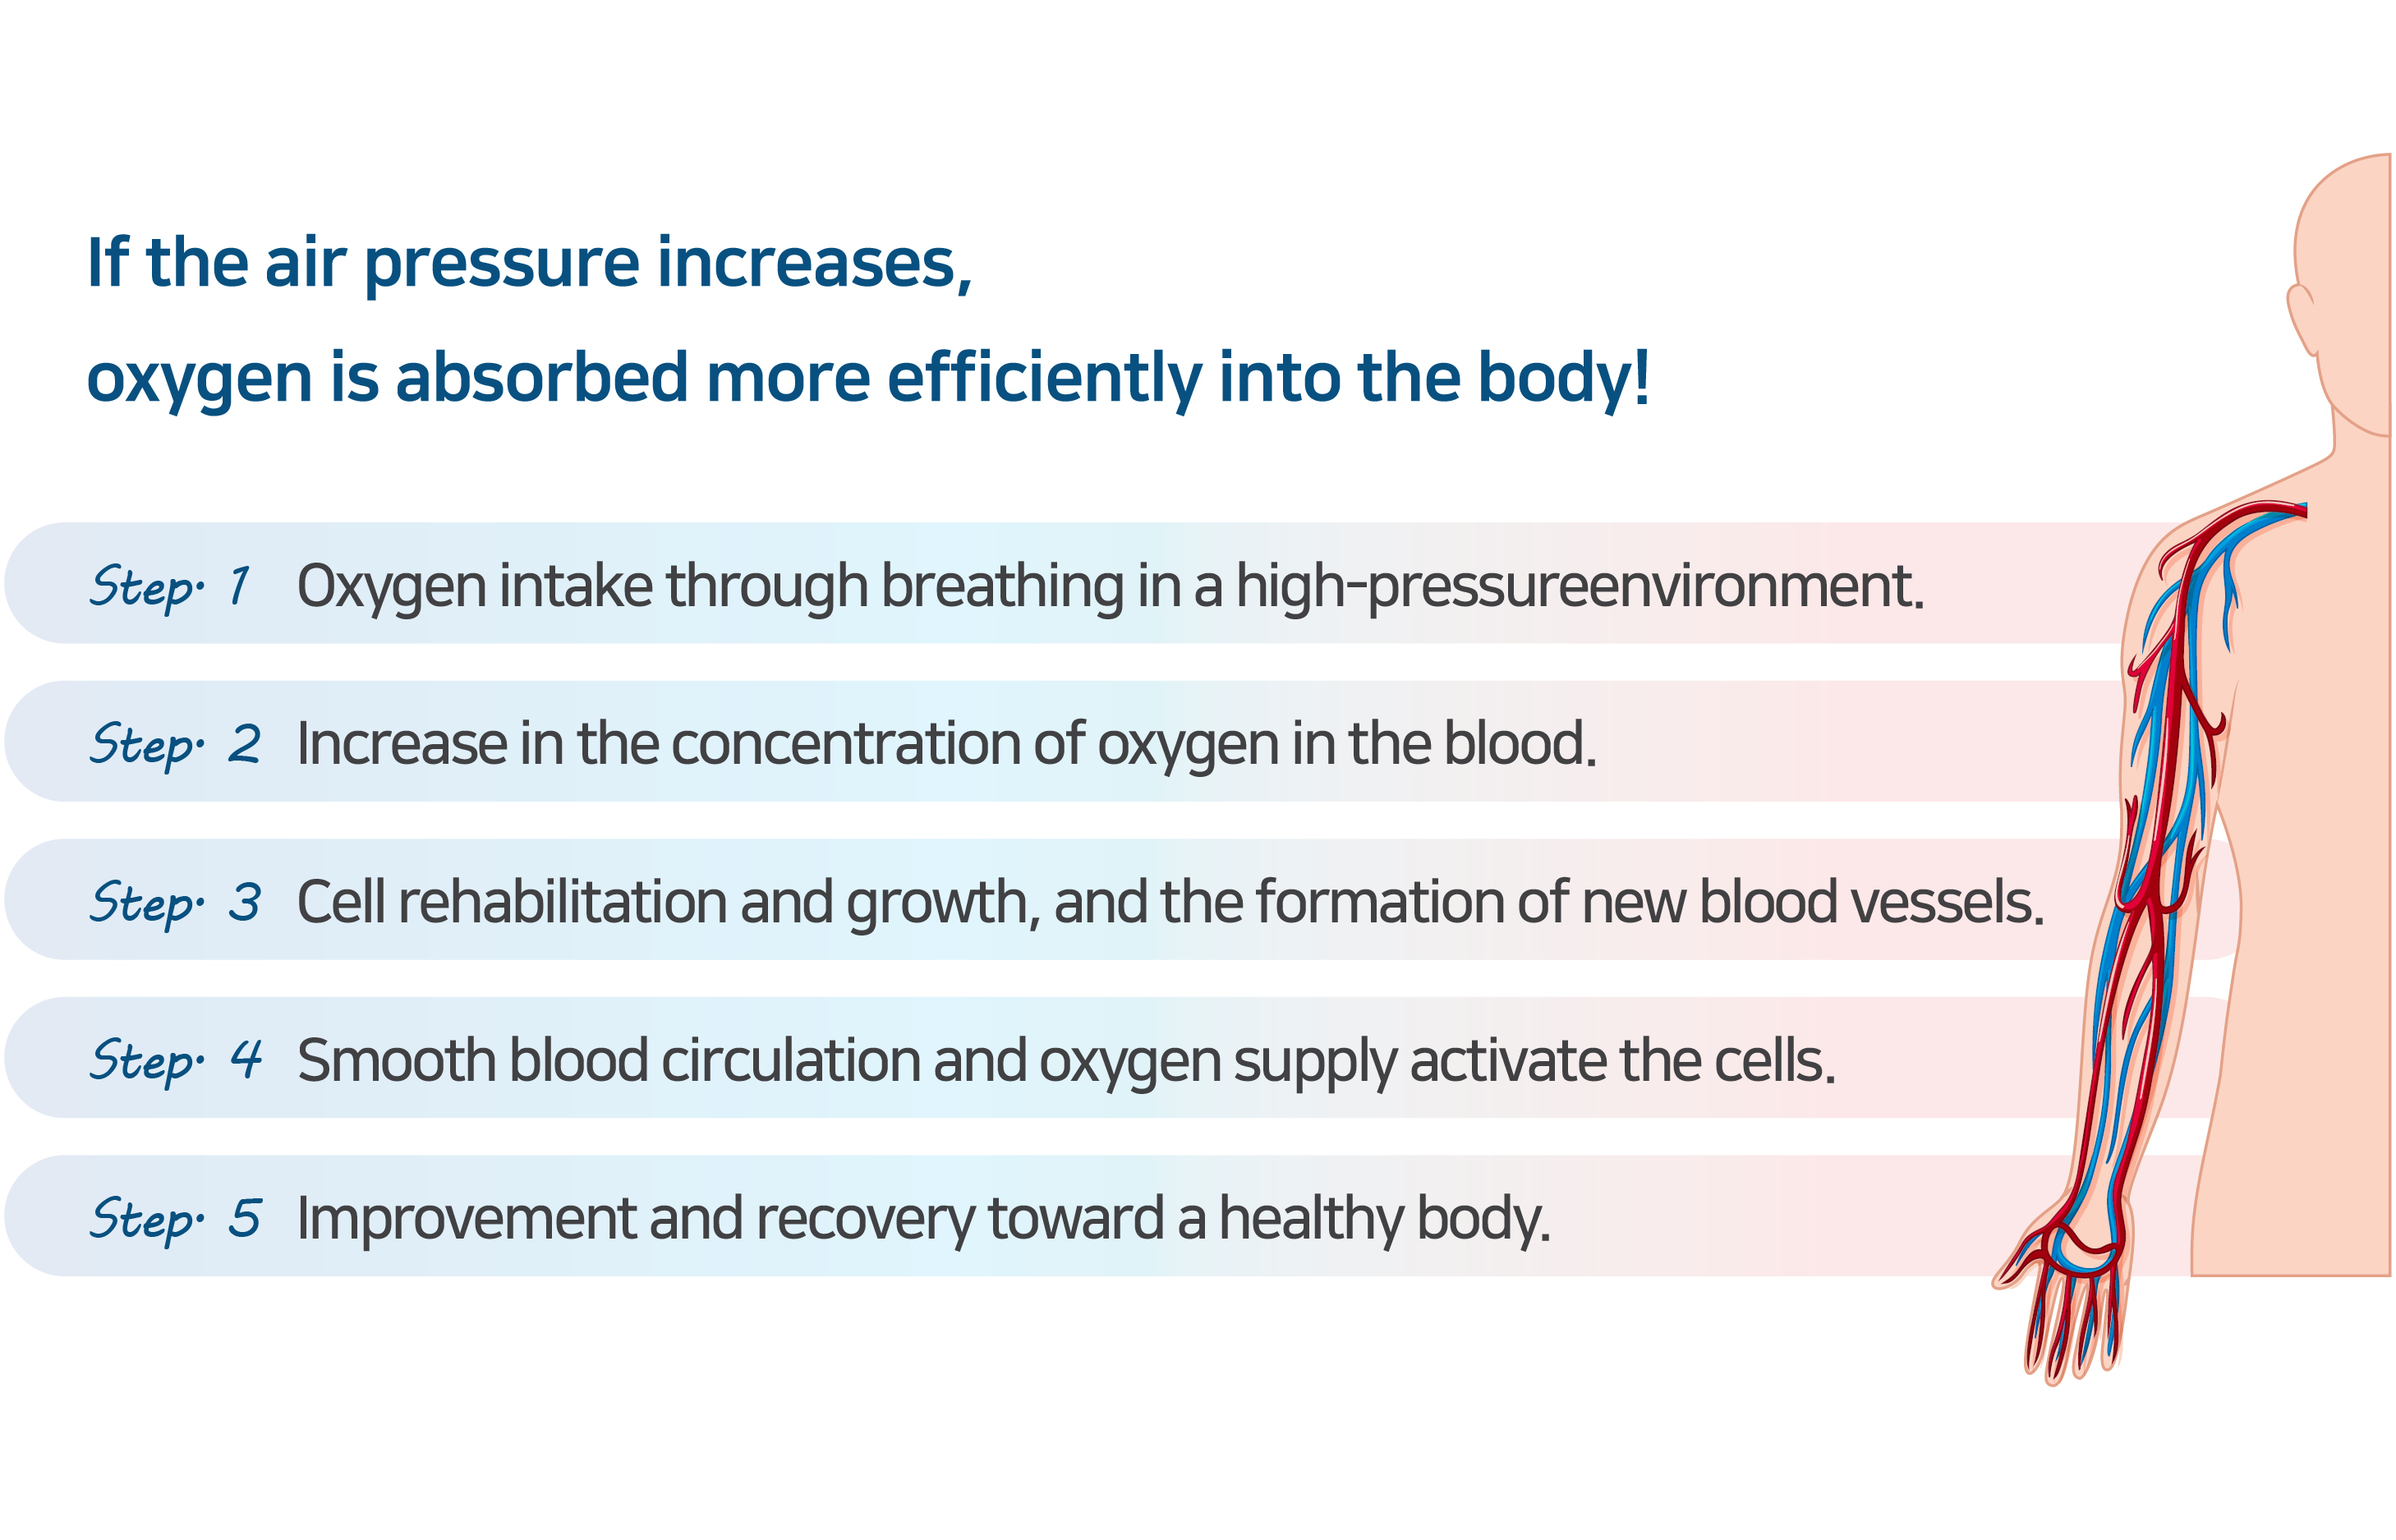 If the air pressure increases,
oxygen is absorbed more efficiently into the body!
Step. 1 Oxygen intake through breathing in a high-pressureenvironment.
Step. 2 Increase in the concentration of oxygen in the blood.
Step. 3 Cell rehabilitation and growth, and the formation of new blood vessels.
Step. 4 Smooth blood circulation and oxygen supply activate the cells.
Step. 5 Improvement and recovery toward a healthy body.